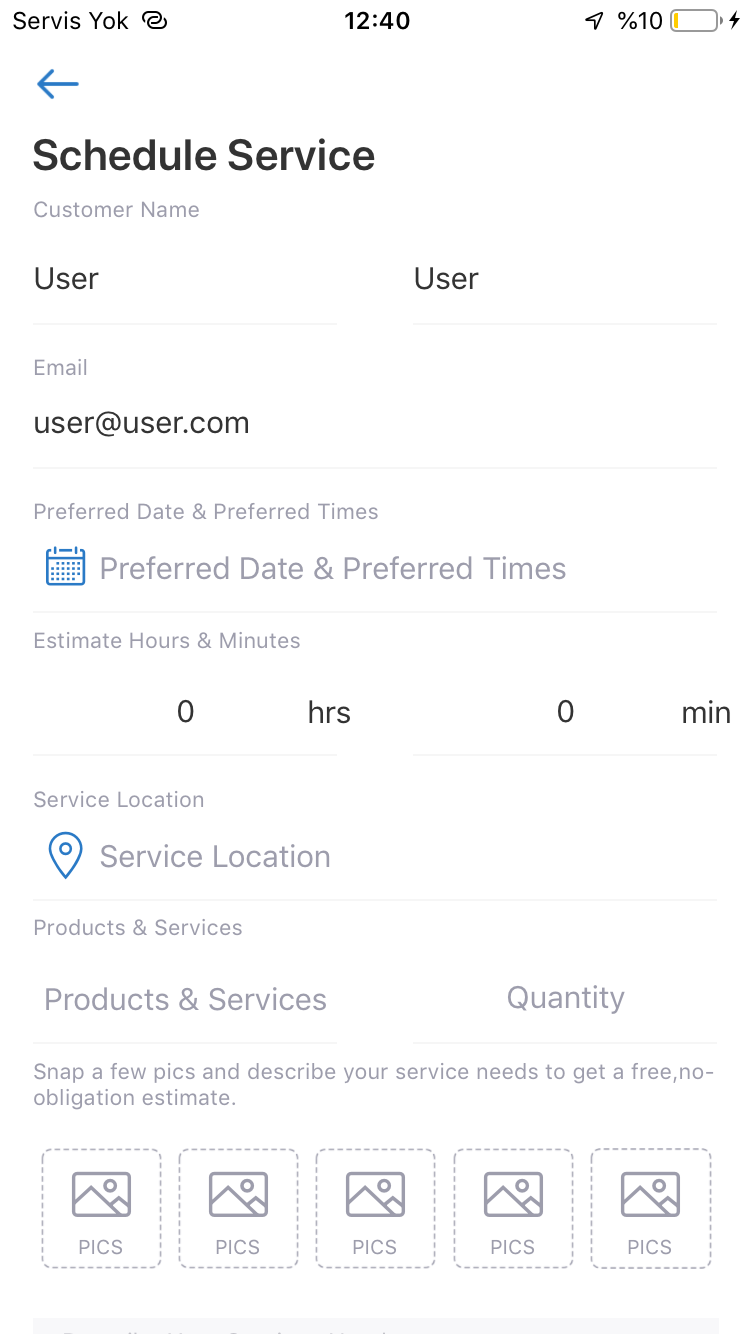 Servis Yok 12:40 %10
Schedule Service
Customer Name
User User
Email
user@user.com
Preferred Date & Preferred Times
Preferred Date & Preferred Times
Estimate Hours & Minutes
0 hrs 0 min
Service Location
Service Location
Products & Services
Products & Services Quantity
Snap a few pics and describe your service needs to get a free,no-
obligation estimate.
PICS PICS PICS PICS PICS